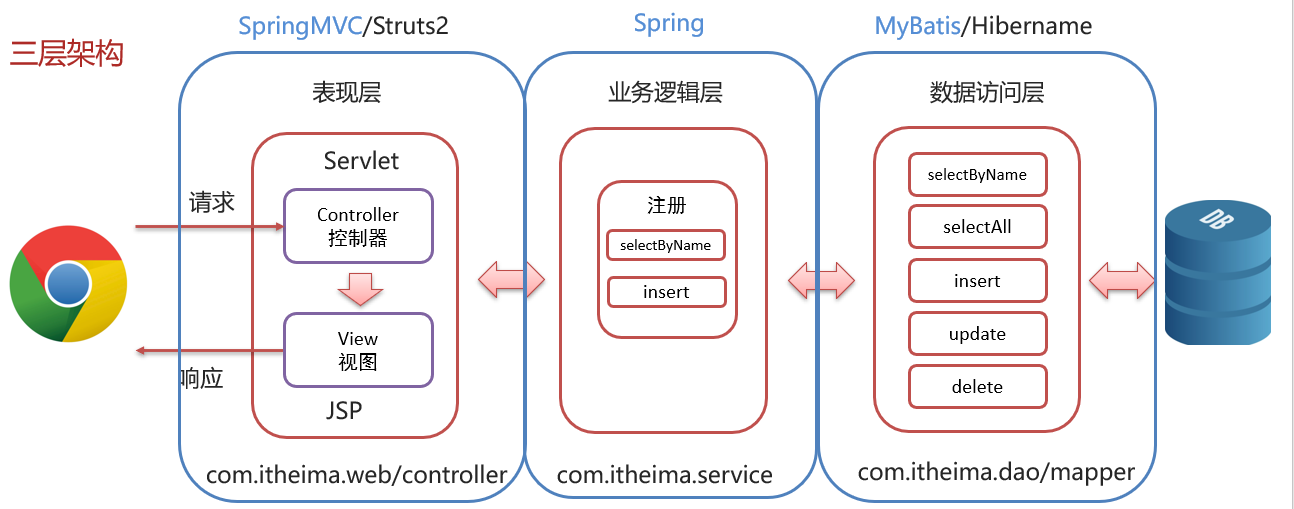 三层架构
SpringMVC/Struts2
Spring
MyBatis/Hibername
表现层
业务逻辑层
数据访问层
Servlet
请求
Controller
控制器
View
视图
响应
JSP
注册
selectByName
insert
selectByName
selectAll
insert
update
delete
DB
com.itheima.web/controller
com.itheima.service
com.itheima.dao/mapper